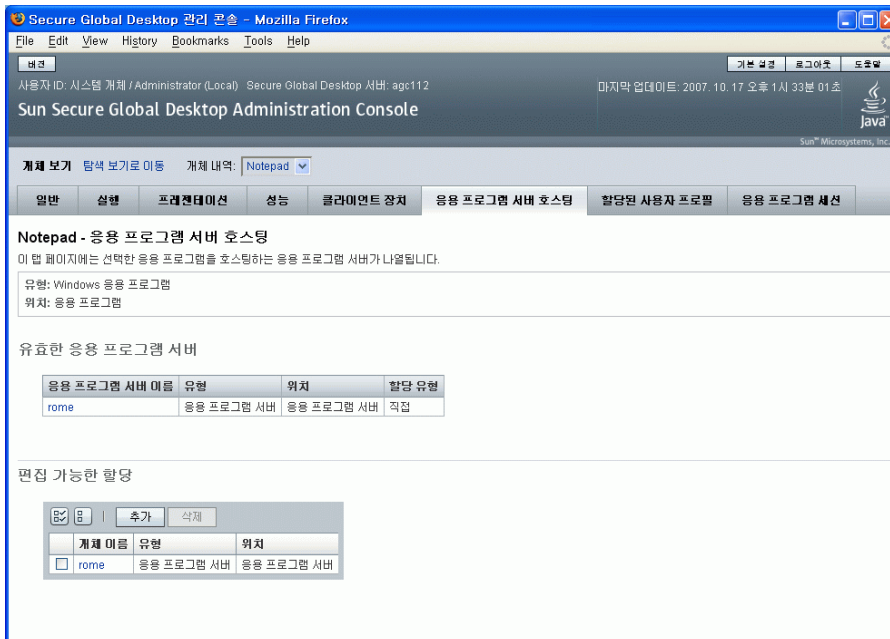 Secure Global Desktop 관리 콘솔 - Mozilla Firefox
File Edit View History Bookmarks Tools Help
버전 기본 설정 로그아웃 도움말
사용자 ID: 시스템 개체 / Administrator (Local) Secure Global Desktop 서버: agc112 마지막 업데이트: 2007. 10. 17 오후 1시 33분 01초
Sun Secure Global Desktop Administration Console
Java
Sun™ Microsystems, Inc.
개체 보기 탐색 보기로 이동 개체 내역: Notepad
일반 실행 프레젠테이션 성능 클라이언트 장치 응용 프로그램 서버 호스팅 할당된 사용자 프로필 응용 프로그램 세션
Notepad - 응용 프로그램 서버 호스팅
이 탭 페이지에는 선택한 응용 프로그램을 호스팅하는 응용 프로그램 서버가 나열됩니다.
유형: Windows 응용 프로그램
위치: 응용 프로그램
유효한 응용 프로그램 서버
응용 프로그램 서버 이름 유형 위치 할당 유형
rome 응용 프로그램 서버 응용 프로그램 서버 직접
편집 가능한 할당
추가 삭제
개체 이름 유형 위치
rome 응용 프로그램 서버 응용 프로그램 서버